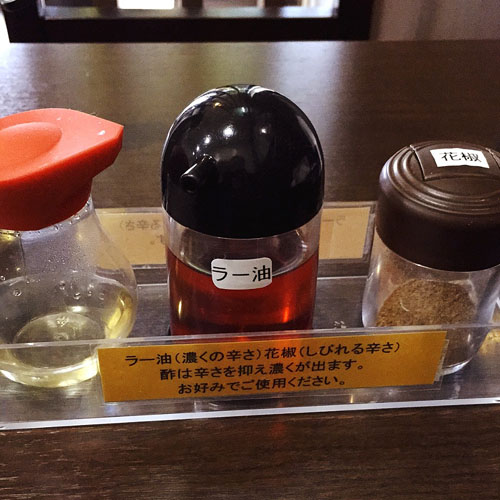 花椒
ラー油
ラー油(濃くの辛さ)花椒(しびれる辛さ)
酢は辛さを抑え濃くが出ます。
お好みでご使用ください。